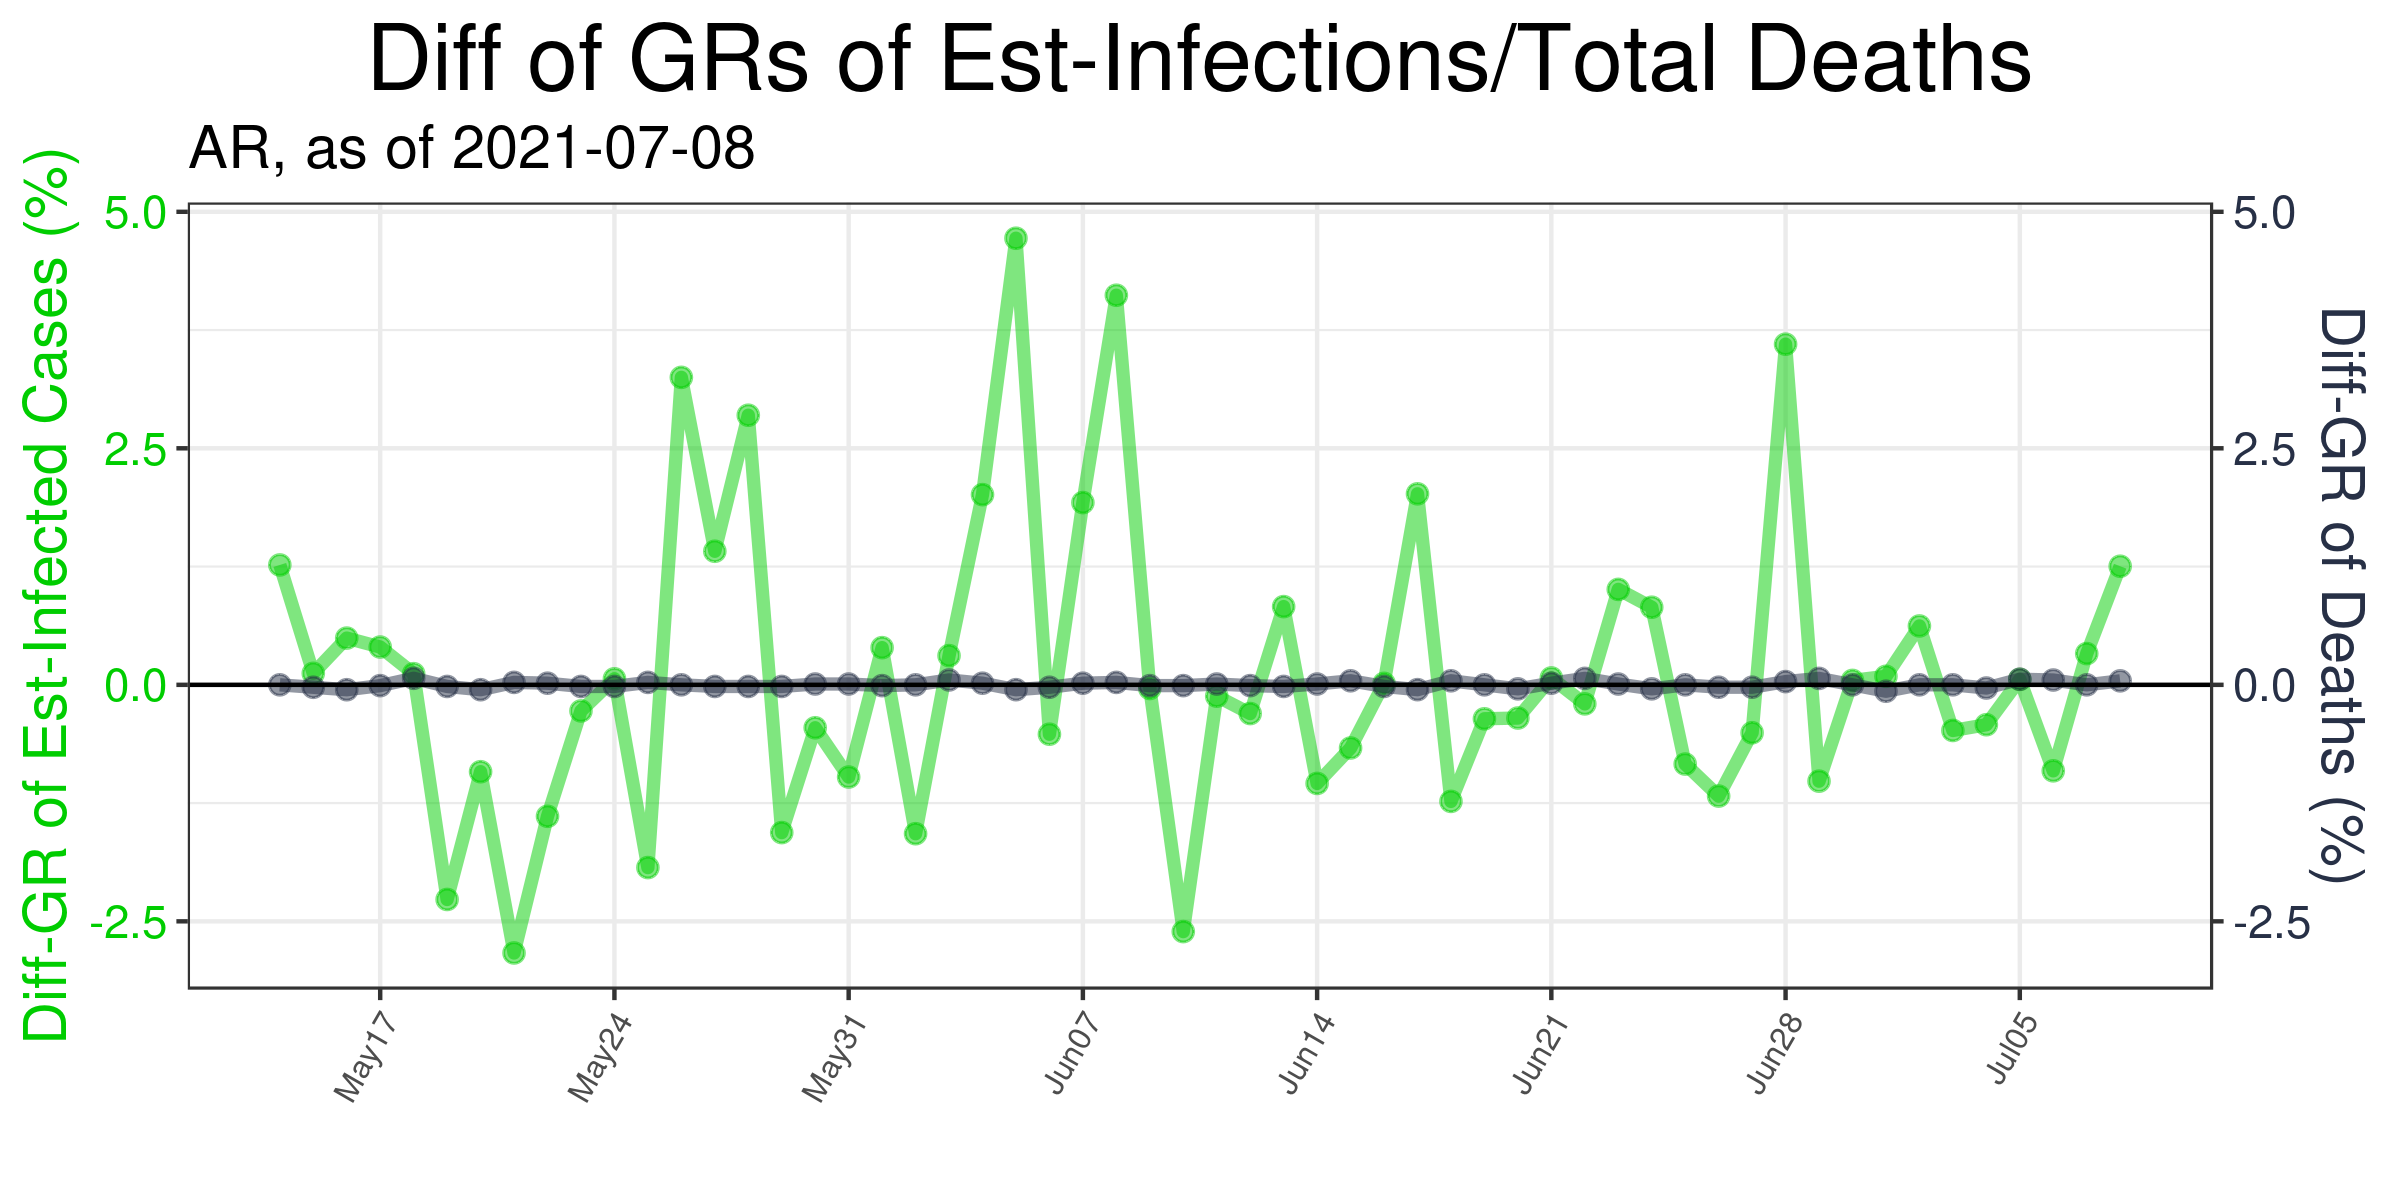 Diff of GRs of Est-Infections/Total Deaths
AR, as of 2021-07-08
Diff-GR of Est-Infected Cases (%)
5.0
2.5
0.0
-2.5
5.0
2.5
0.0
-2.5
Diff-GR of Deaths (%)
May17
May24
May31
Jun07
Jun14
Jun21
Jun28
Jul05